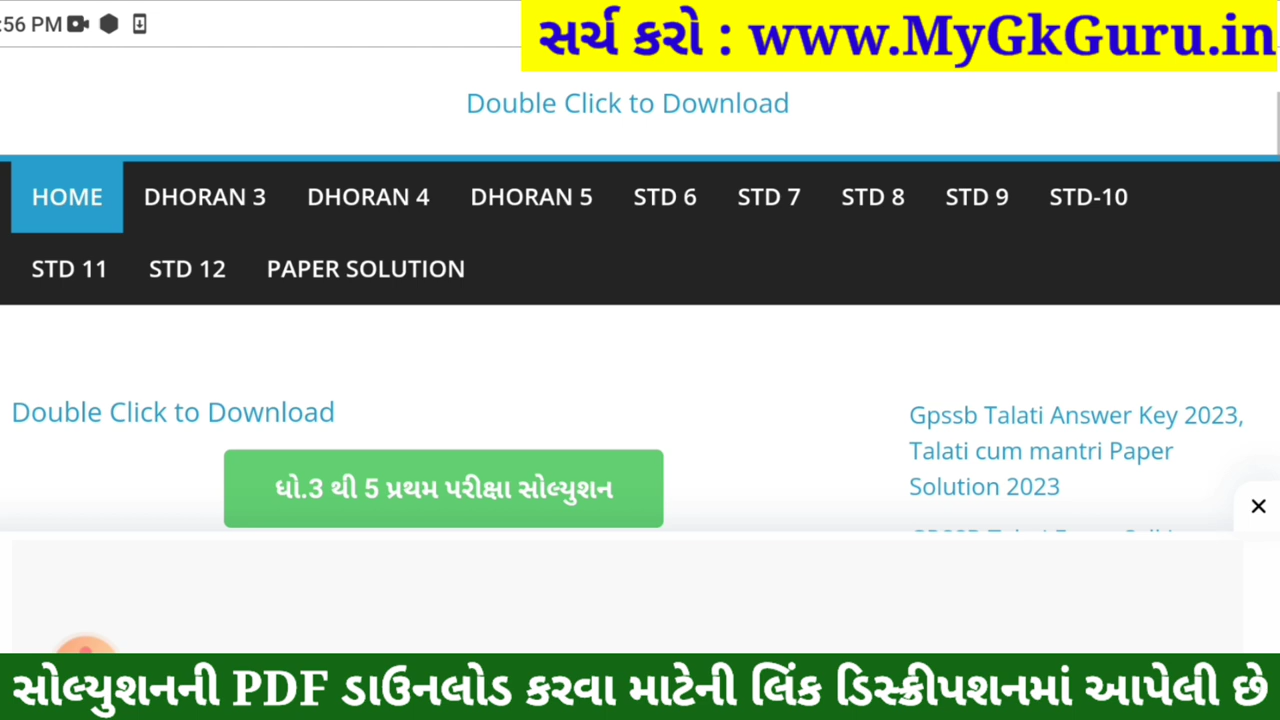 :56 PM
સર્ચ કરો : www.MyGkGuru.in
Double Click to Download
HOME DHORAN 3 DHORAN 4 DHORAN 5 STD 6 STD 7 STD 8 STD 9 STD-10
STD 11 STD 12 PAPER SOLUTION
Double Click to Download
ધો.3 થી 5 પ્રથમ પરીક્ષા સોલ્યુશન
Gpssb Talati Answer Key 2023,
Talati cum mantri Paper
Solution 2023
સોલ્યુશનની PDF ડાઉનલોડ કરવા માટેની લિંક ડિસ્ક્રીપશનમાં આપેલી છે